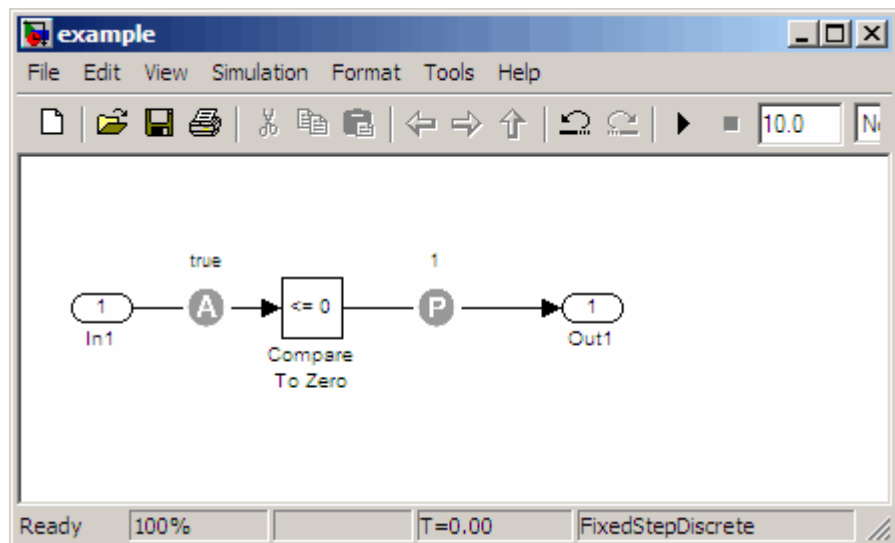 example
File Edit View Simulation Format Tools Help
10.0
true
1
1
A
<= 0
P
1
In1
Compare
To Zero
Out1
Ready 100% T=0.00 FixedStepDiscrete